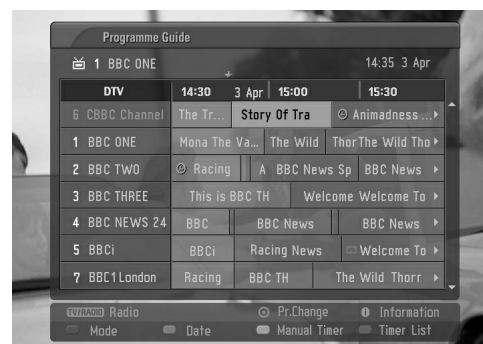 Programme Guide
1 BBC ONE 14:35 3 Apr
DTV 14:30 3 Apr 15:00 15:30
6 CBBC Channel The Tr... Story Of Tra Animadness ...
1 BBC ONE Mona The Va... The Wild Thor The Wild Tho
2 BBC TWO Racing A BBC News Sp BBC News
3 BBC THREE This is BBC TH Welcome Welcome To
4 BBC NEWS 24 BBC BBC News BBC News
5 BBCi BBCi Racing News Welcome To
7 BBC1 London Racing BBC TH The Wild Thorr
TV/RADIO Radio Pr.Change Information
Mode Date Manual Timer Timer List